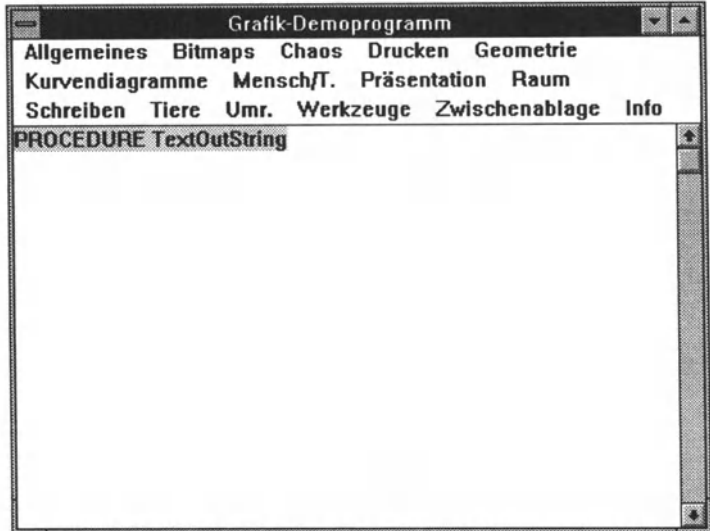 Grafik-Demoprogramm
Allgemeines Bitmaps Chaos Drucken Geometrie
Kurvendiagramme Mensch/T. Präsentation Raum
Schreiben Tiere Umr. Werkzeuge Zwischenablage Info
PROCEDURE TextOutString